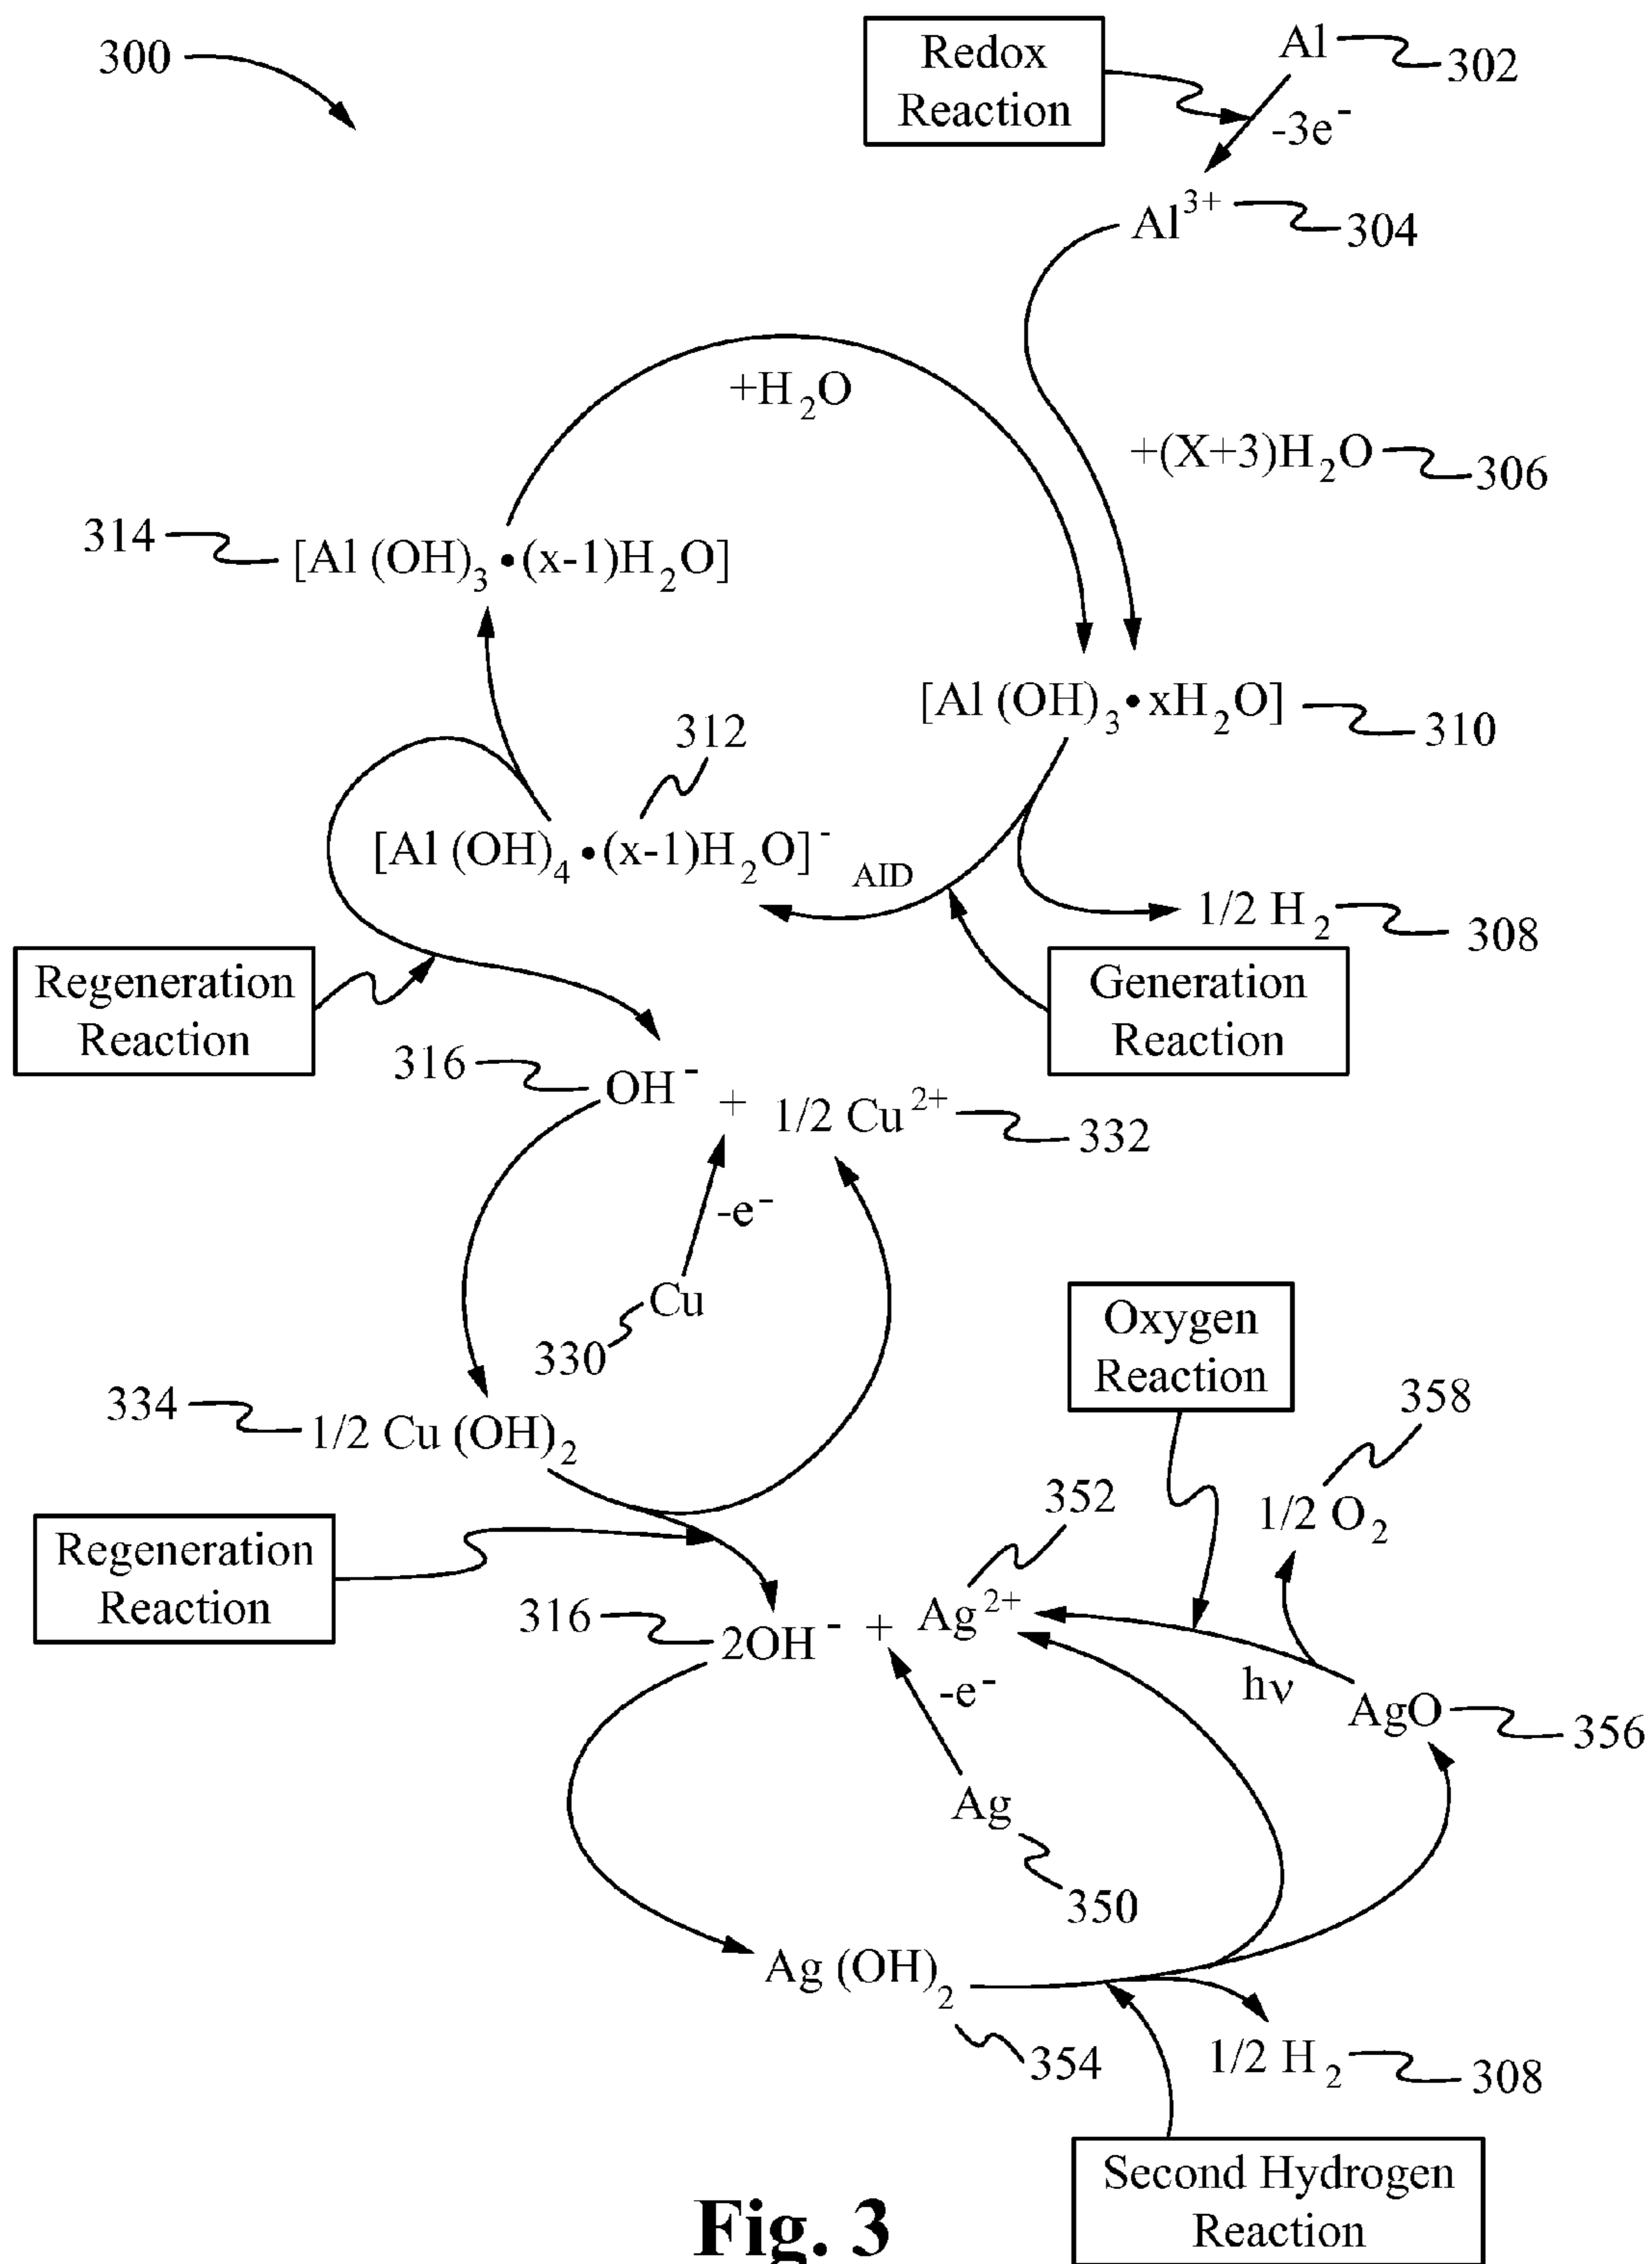 300
Redox
Reaction
Al
302
-3e⁻
Al³⁺
304
+H₂O
+(X+3)H₂O
306
314
[Al (OH)₃•(x-1)H₂O]
[Al (OH)₃•xH₂O]
310
312
[Al (OH)₄•(x-1)H₂O]⁻
AID
1/2 H₂
308
Regeneration
Reaction
Generation
Reaction
316
OH⁻ + 1/2 Cu²⁺
332
-e⁻
Cu
330
Oxygen
Reaction
358
334
1/2 Cu (OH)₂
352
1/2 O₂
Regeneration
Reaction
316
2OH⁻ + Ag²⁺
-e⁻
hν
AgO
356
Ag
350
Ag (OH)₂
354
1/2 H₂
308
Second Hydrogen
Reaction
Fig. 3